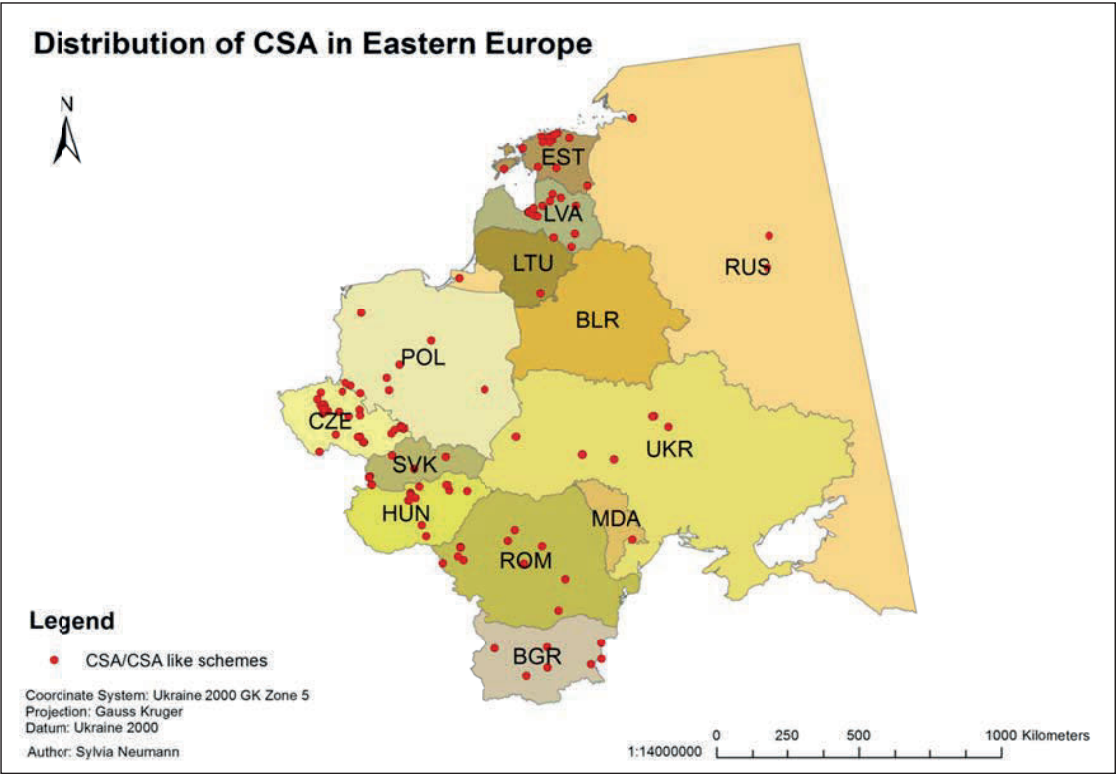 Distribution of CSA in Eastern Europe
N
EST
LVA
LTU
RUS
BLR
POL
CZE
UKR
SVK
HUN
MDA
ROM
BGR
Legend
CSA/CSA like schemes
Coordinate System: Ukraine 2000 GK Zone 5
Projection: Gauss Kruger
Datum: Ukraine 2000
Author: Sylvia Neumann
0 250 500 1000 Kilometers
1:14000000